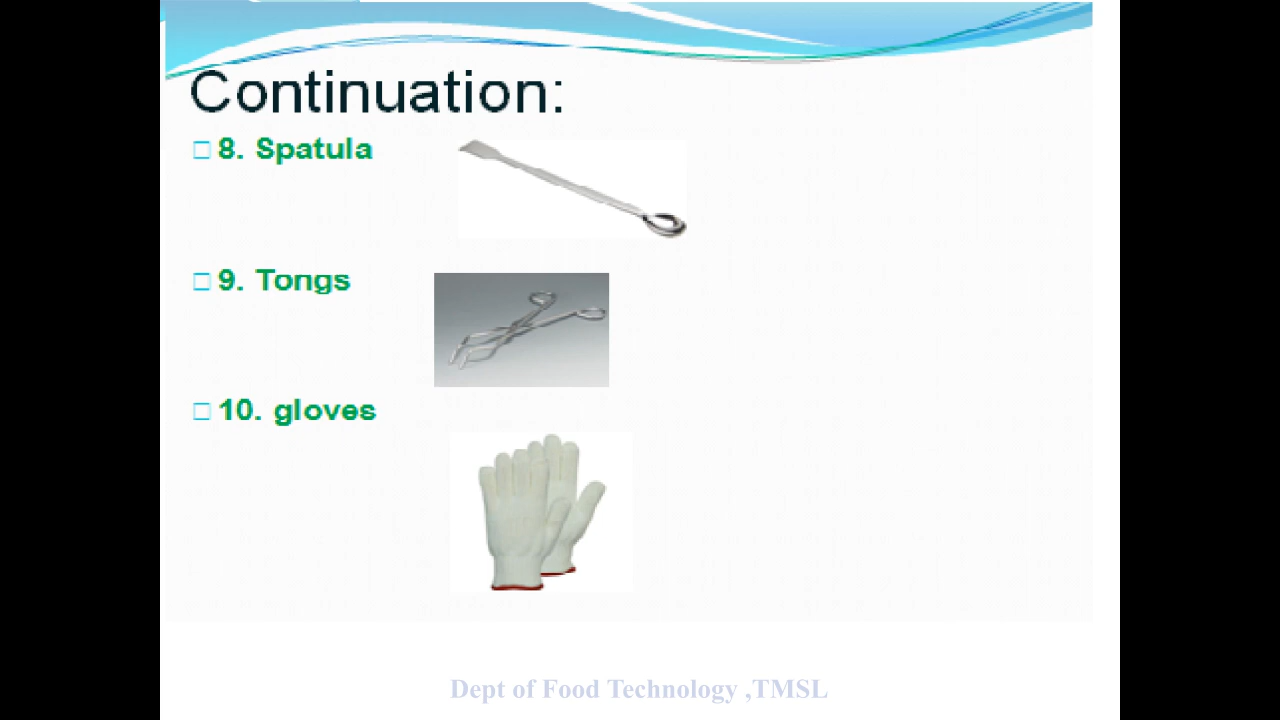 Continuation:
□ 8. Spatula
□ 9. Tongs
□ 10. gloves
Dept of Food Technology ,TMSL